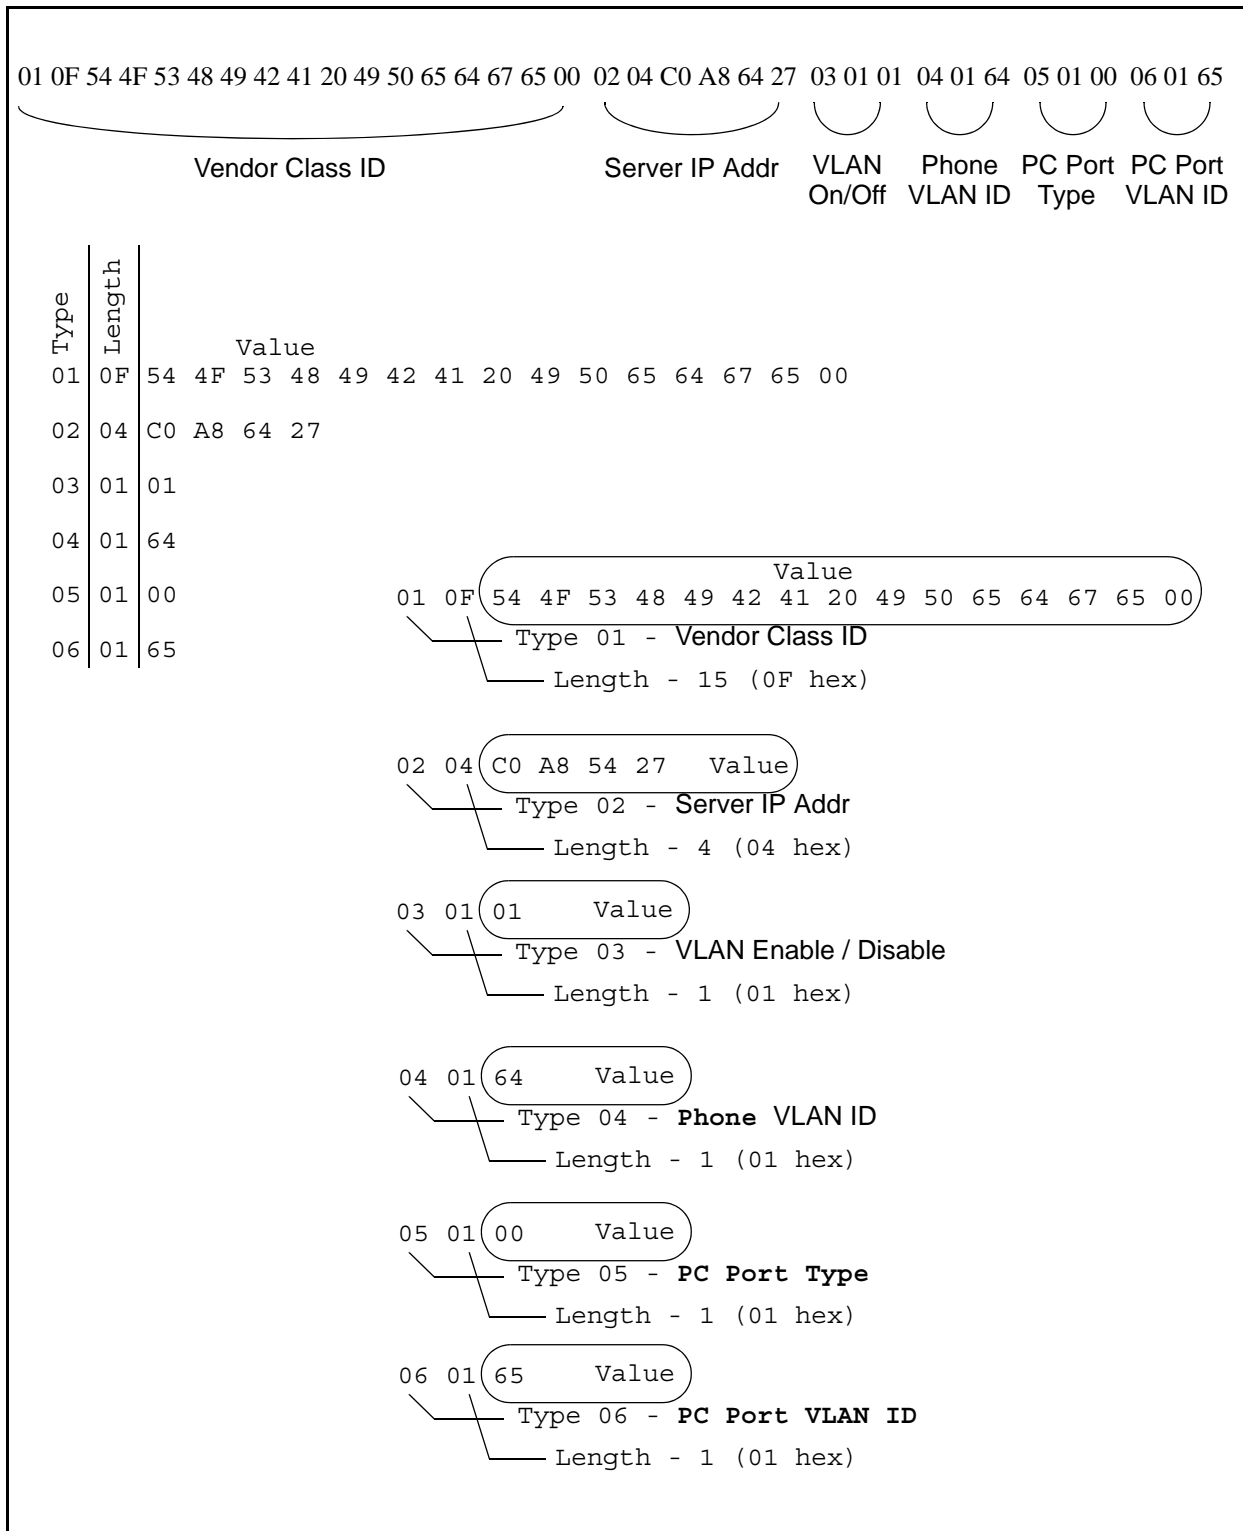 01 0F 54 4F 53 48 49 42 41 20 49 50 65 64 67 65 00 02 04 C0 A8 64 27 03 01 01 04 01 64 05 01 00 06 01 65
Vendor Class ID
Server IP Addr
VLAN On/Off
Phone VLAN ID
PC Port Type
PC Port VLAN ID
Type
Length
Value
01 0F 54 4F 53 48 49 42 41 20 49 50 65 64 67 65 00
02 04 C0 A8 64 27
03 01 01
04 01 64
05 01 00
06 01 65
Value
01 0F 54 4F 53 48 49 42 41 20 49 50 65 64 67 65 00
Type 01 - Vendor Class ID
Length - 15 (0F hex)
02 04 C0 A8 54 27 Value
Type 02 - Server IP Addr
Length - 4 (04 hex)
03 01 01 Value
Type 03 - VLAN Enable / Disable
Length - 1 (01 hex)
04 01 64 Value
Type 04 - Phone VLAN ID
Length - 1 (01 hex)
05 01 00 Value
Type 05 - PC Port Type
Length - 1 (01 hex)
06 01 65 Value
Type 06 - PC Port VLAN ID
Length - 1 (01 hex)